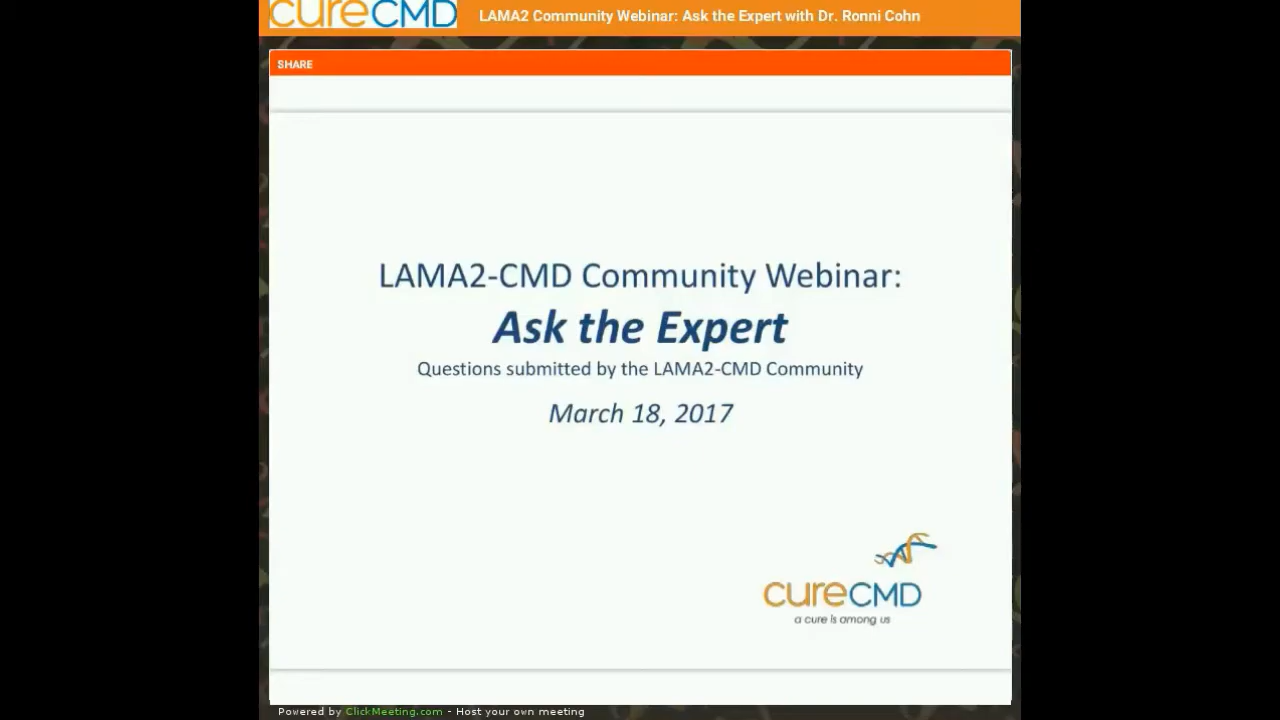 cureCMD
LAMA2 Community Webinar: Ask the Expert with Dr. Ronni Cohn
SHARE
LAMA2-CMD Community Webinar:
Ask the Expert
Questions submitted by the LAMA2-CMD Community
March 18, 2017
cureCMD
a cure is among us
Powered by ClickMeeting.com - Host your own meeting